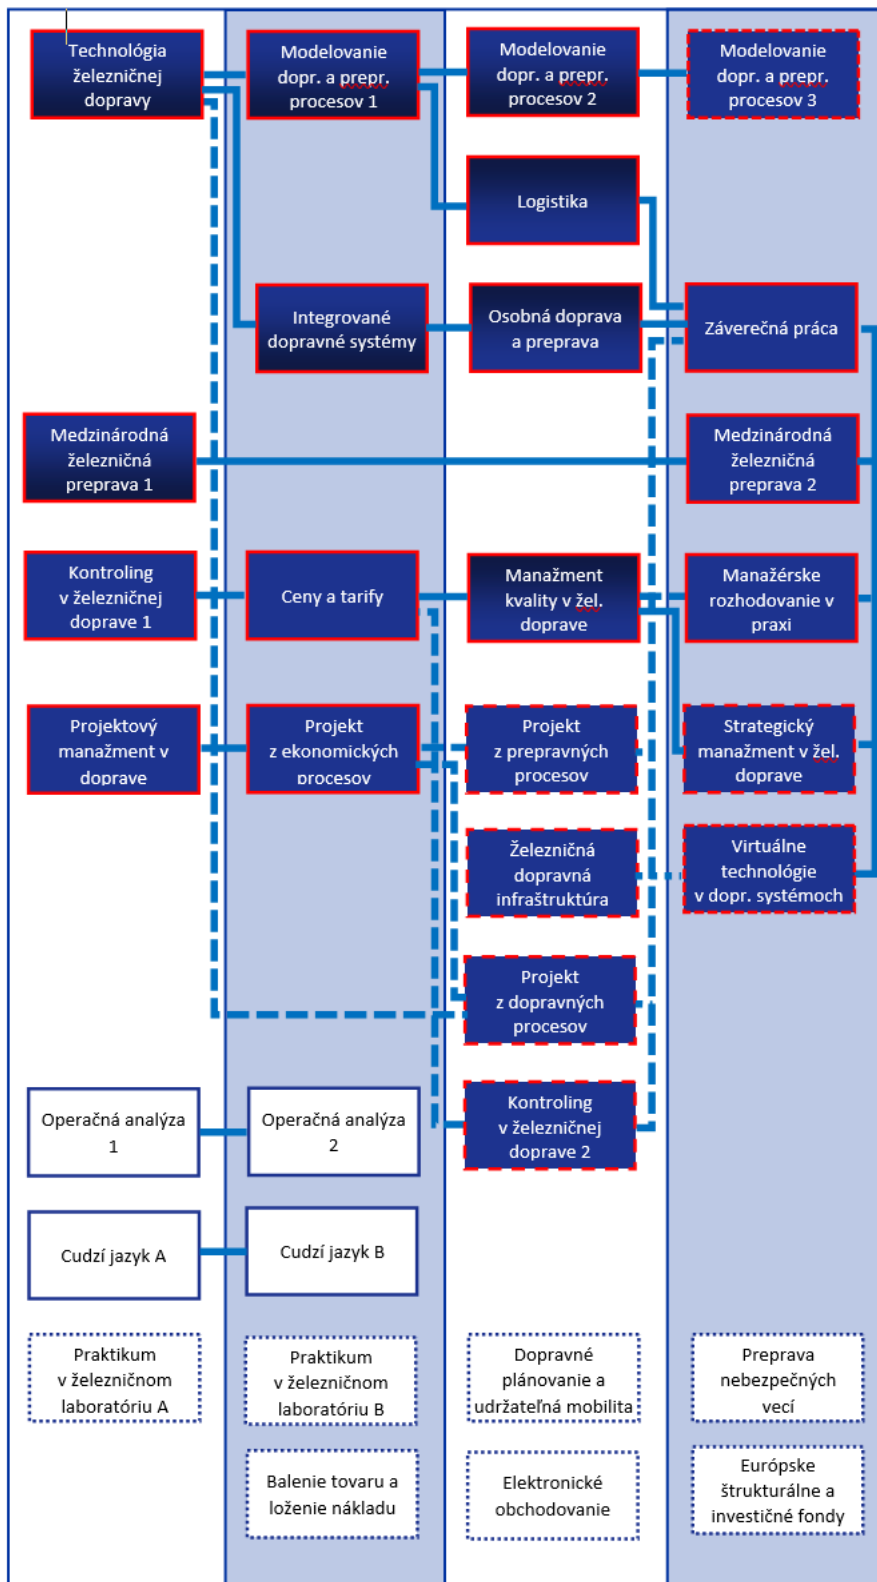 Technológia
železničnej
dopravy
Modelovanie
dopr. a prepr.
procesov 1
Modelovanie
dopr. a prepr.
procesov 2
Modelovanie
dopr. a prepr.
procesov 3
Logistika
Integrované
dopravné systémy
Osobná doprava
a preprava
Záverečná práca
Medzinárodná
železničná
preprava 1
Medzinárodná
železničná
preprava 2
Kontroling
v železničnej
doprave 1
Ceny a tarify
Manažment
kvality v žel.
doprave
Manažérske
rozhodovanie v
praxi
Projektový
manažment v
doprave
Projekt
z ekonomických
procesov
Projekt
z prepravných
procesov
Strategický
manažment v žel.
doprave
Železničná
dopravná
infraštruktúra
Virtuálne
technológie
v dopr. systémoch
Projekt
z dopravných
procesov
Operačná analýza
1
Operačná analýza
2
Kontroling
v železničnej
doprave 2
Cudzí jazyk A
Cudzí jazyk B
Praktikum
v železničnom
laboratóriu A
Praktikum
v železničnom
laboratóriu B
Dopravné
plánovanie a
udržateľná mobilita
Preprava
nebezpečných
vecí
Balenie tovaru a
loženie nákladu
Elektronické
obchodovanie
Európske
štrukturálne a
investičné fondy